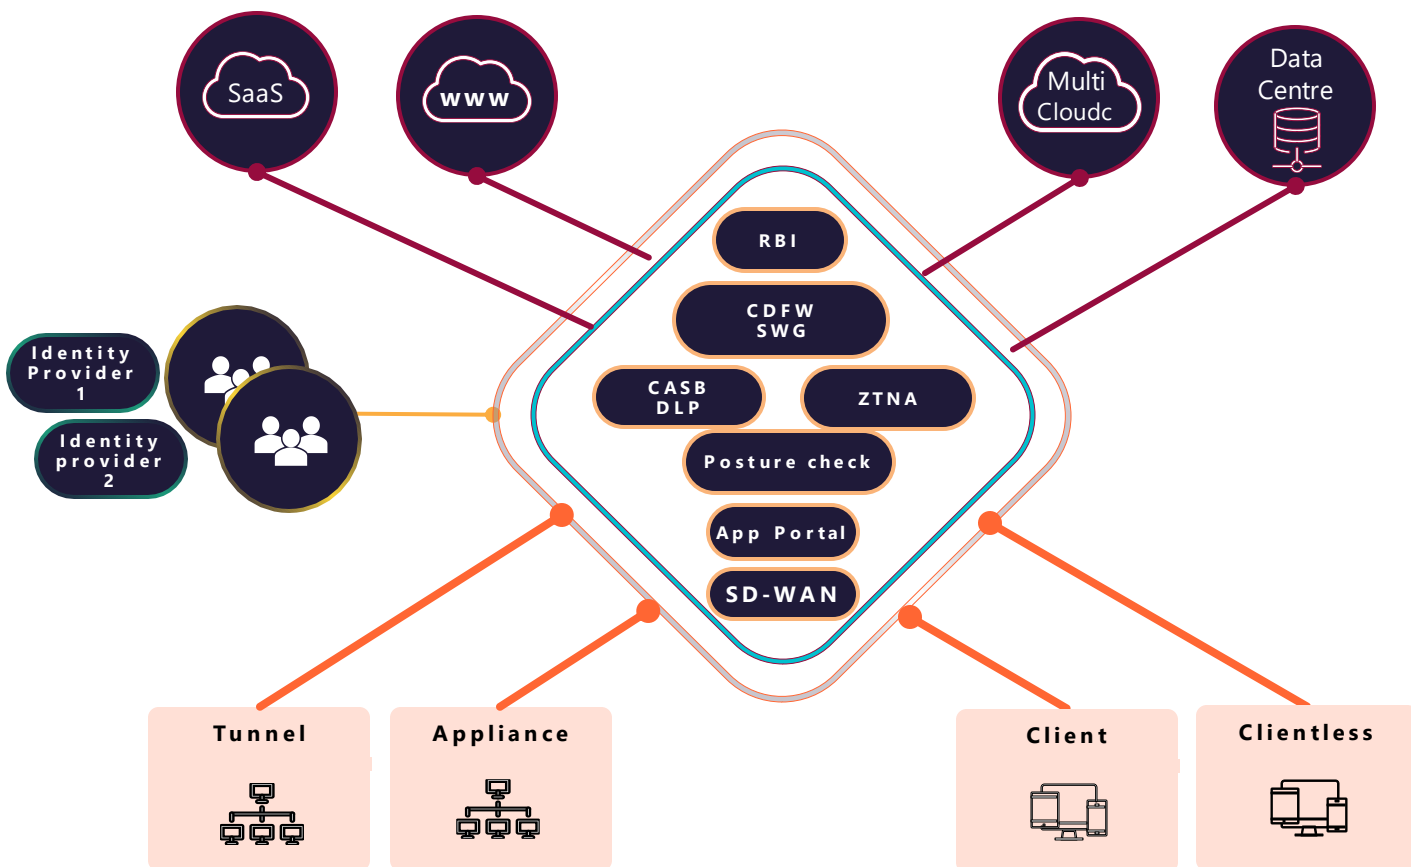 SaaS
www
Multi
Cloudc
Data
Centre
RBI
CDFW
SWG
Identity
Provider
1
CASB
DLP
ZTNA
Identity
provider
2
Posture check
App Portal
SD-WAN
Tunnel
Appliance
Client
Clientless